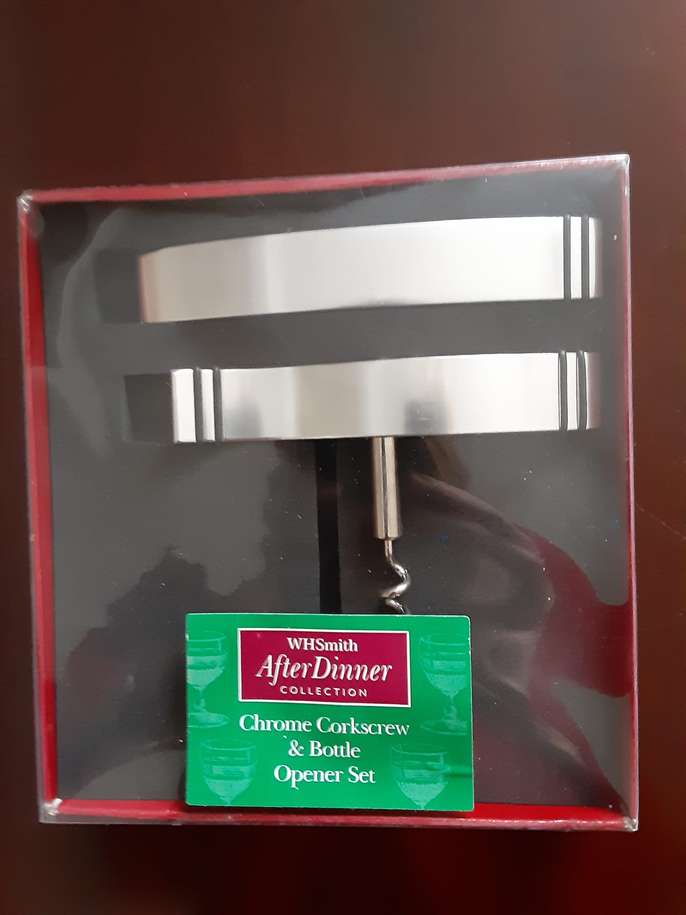 WHSmith
AfterDinner
COLLECTION
Chrome Corkscrew
& Bottle
Opener Set